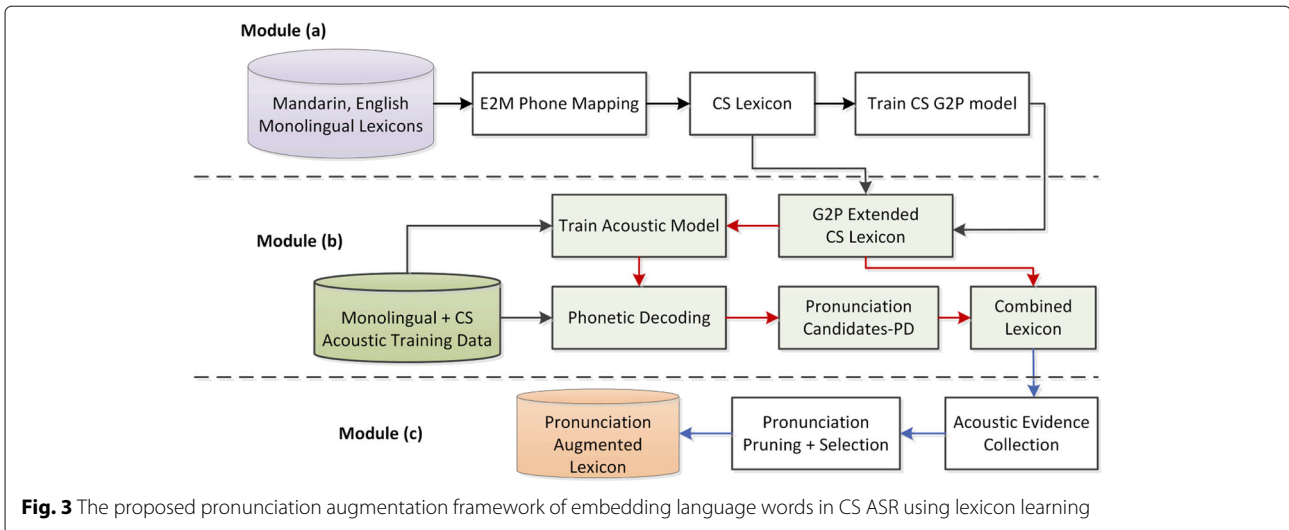 Module (a)
Mandarin, English
Monolingual Lexicons
E2M Phone Mapping
CS Lexicon
Train CS G2P model
Module (b)
Train Acoustic Model
G2P Extended
CS Lexicon
Monolingual + CS
Acoustic Training Data
Phonetic Decoding
Pronunciation
Candidates-PD
Combined
Lexicon
Module (c)
Pronunciation
Augmented
Lexicon
Pronunciation
Pruning + Selection
Acoustic Evidence
Collection
Fig. 3 The proposed pronunciation augmentation framework of embedding language words in CS ASR using lexicon learning